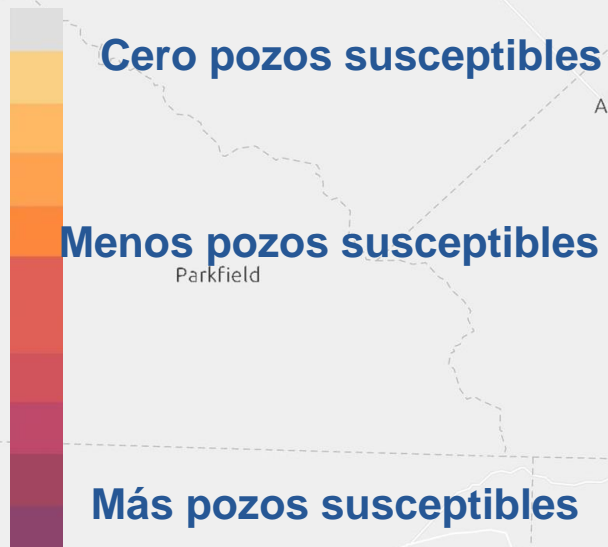 Cero pozos susceptibles
A
Menos pozos susceptibles
Parkfield
Más pozos susceptibles